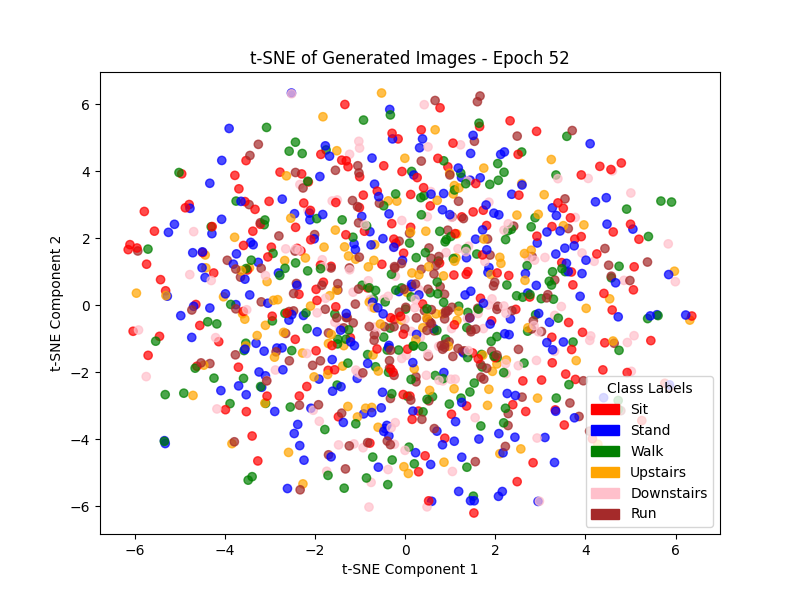 t-SNE of Generated Images - Epoch 52
t-SNE Component 2
6
4
2
0
−2
−4
−6
−6
−4
−2
0
2
4
6
t-SNE Component 1
Class Labels
Sit
Stand
Walk
Upstairs
Downstairs
Run